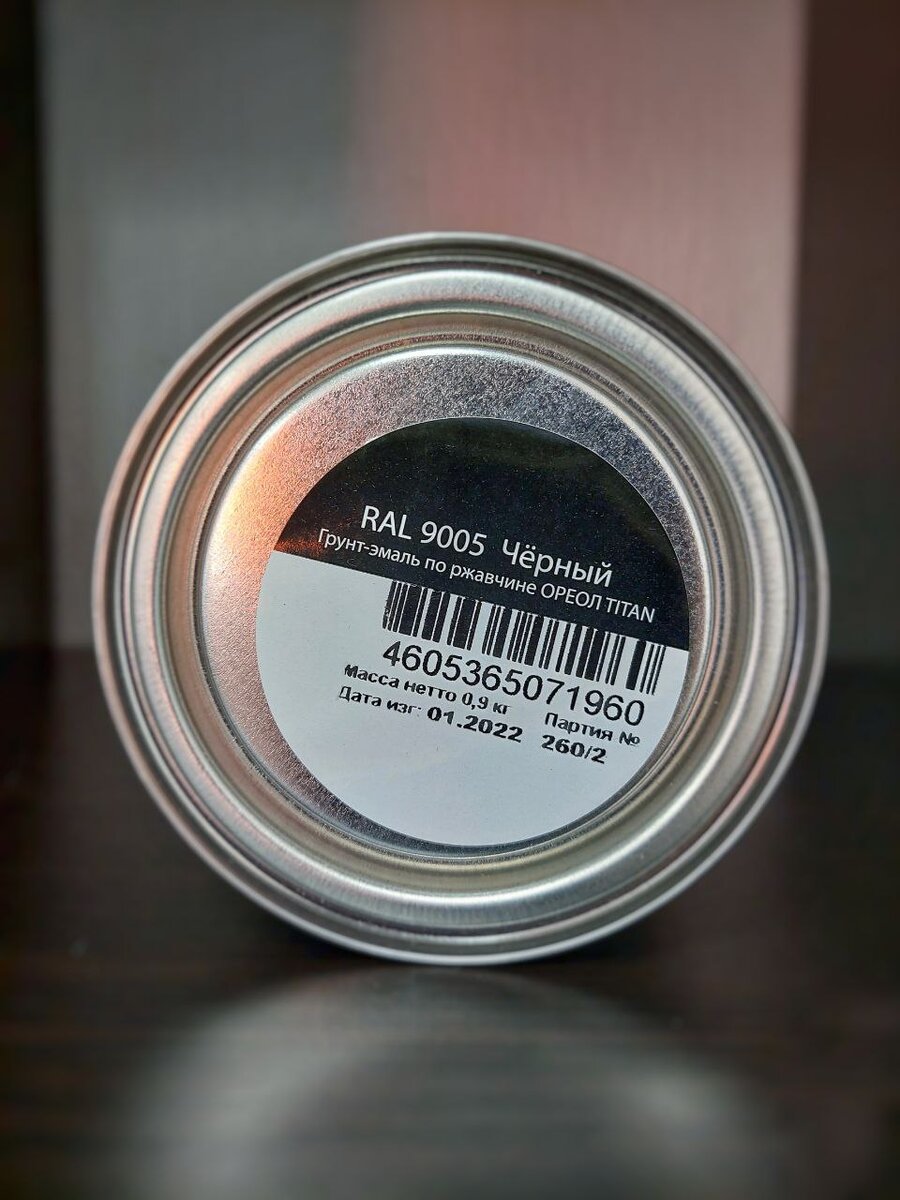 RAL 9005 Чёрный
Грунт-эмаль по ржавчине ОРЕОЛ TITAN
4605365071960
Масса нетто 0,9 кг Партия №
Дата изг: 01.2022 260/2